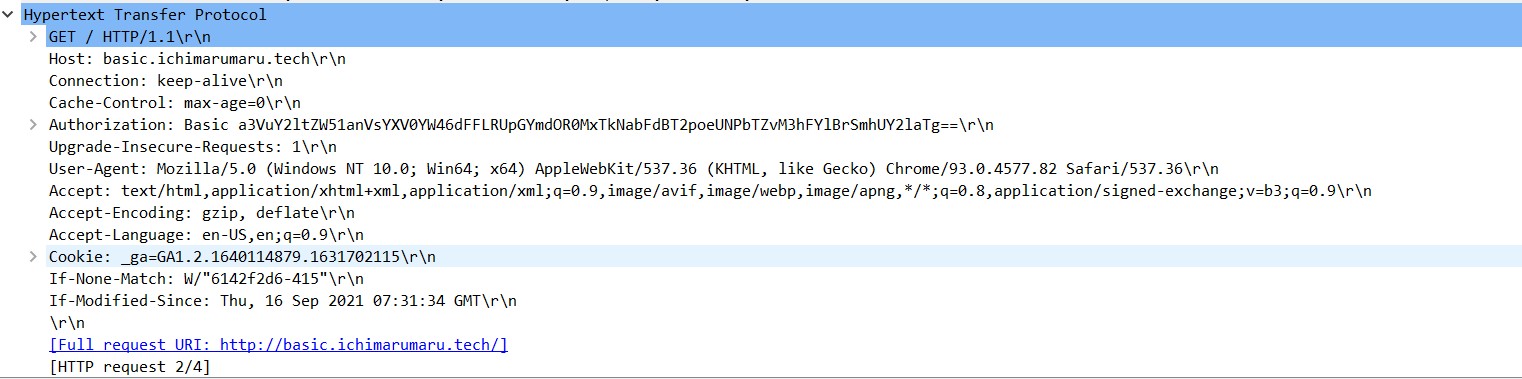 Hypertext Transfer Protocol
GET / HTTP/1.1\r\n
Host: basic.ichimarumaru.tech\r\n
Connection: keep-alive\r\n
Cache-Control: max-age=0\r\n
Authorization: Basic a3VuY2ltZW51anVsYXV0YW46dFFLRUpGYmdOR0MxTkNabFdBT2poeUNPbTZvM3hFYlBrSmhUY2laTg==\r\n
Upgrade-Insecure-Requests: 1\r\n
User-Agent: Mozilla/5.0 (Windows NT 10.0; Win64; x64) AppleWebKit/537.36 (KHTML, like Gecko) Chrome/93.0.4577.82 Safari/537.36\r\n
Accept: text/html,application/xhtml+xml,application/xml;q=0.9,image/avif,image/webp,image/apng,*/*;q=0.8,application/signed-exchange;v=b3;q=0.9\r\n
Accept-Encoding: gzip, deflate\r\n
Accept-Language: en-US,en;q=0.9\r\n
Cookie: _ga=GA1.2.1640114879.1631702115\r\n
If-None-Match: W/"6142f2d6-415"\r\n
If-Modified-Since: Thu, 16 Sep 2021 07:31:34 GMT\r\n
\r\n
[Full request URI: http://basic.ichimarumaru.tech/]
[HTTP request 2/4]